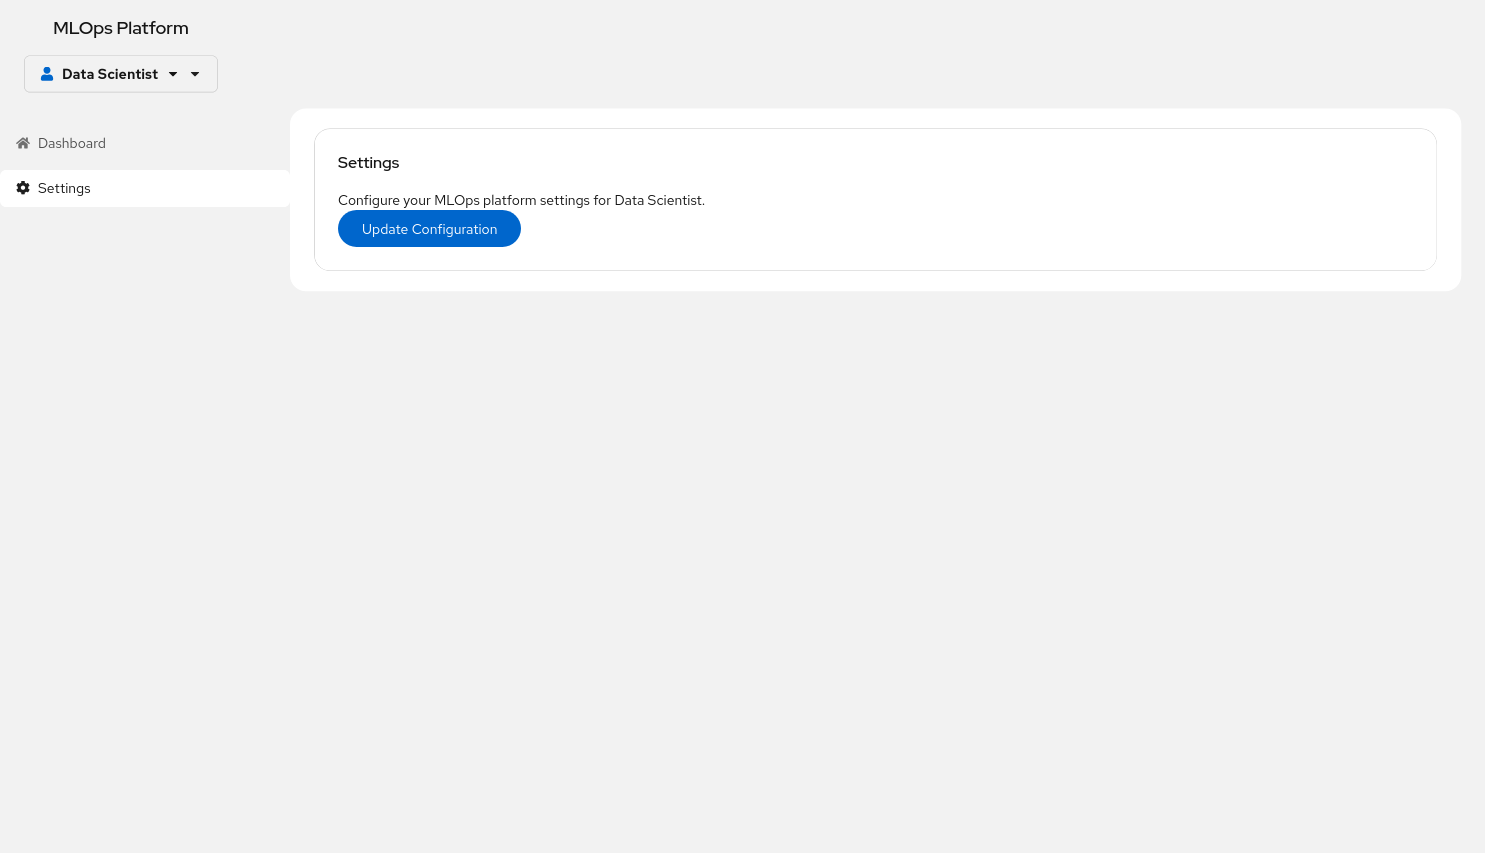 MLOps Platform
Data Scientist
Dashboard
Settings
Settings
Configure your MLOps platform settings for Data Scientist.
Update Configuration